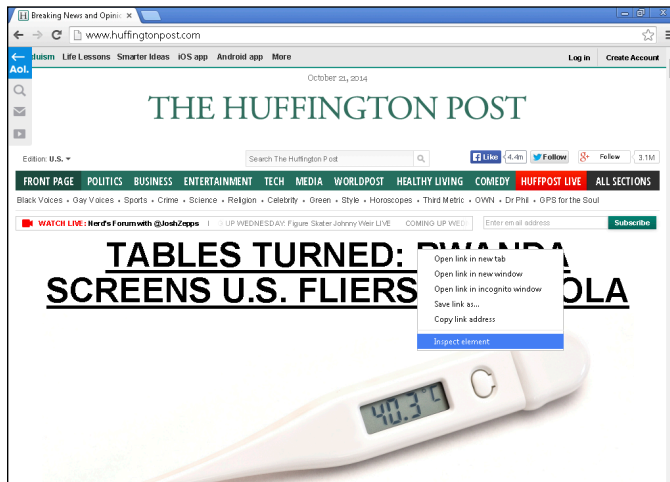 Breaking News and Opinic
www.huffingtonpost.com
Aol.
duism Life Lessons Smarter Ideas iOS app Android app More Log in Create Account
October 21, 2014
THE HUFFINGTON POST
Edition: U.S. Search The Huffington Post Like 4.4m Follow Follow 3.1M
FRONT PAGE POLITICS BUSINESS ENTERTAINMENT TECH MEDIA WORLDPOST HEALTHY LIVING COMEDY HUFFPOST LIVE ALL SECTIONS
Black Voices • Gay Voices • Sports • Crime • Science • Religion • Celebrity • Green • Style • Horoscopes • Third Metric • OWN • Dr Phil • GPS for the Soul
WATCH LIVE: Nerd's Forum with @JoshZepps | UP WEDNESDAY: Figure Skater Johnny Weir LIVE COMING UP WED Enter email address Subscribe
TABLES TURNED: RWANDA
SCREENS U.S. FLIERS OLA
Open link in new tab
Open link in new window
Open link in incognito window
Save link as...
Copy link address
Inspect element
40.3°C